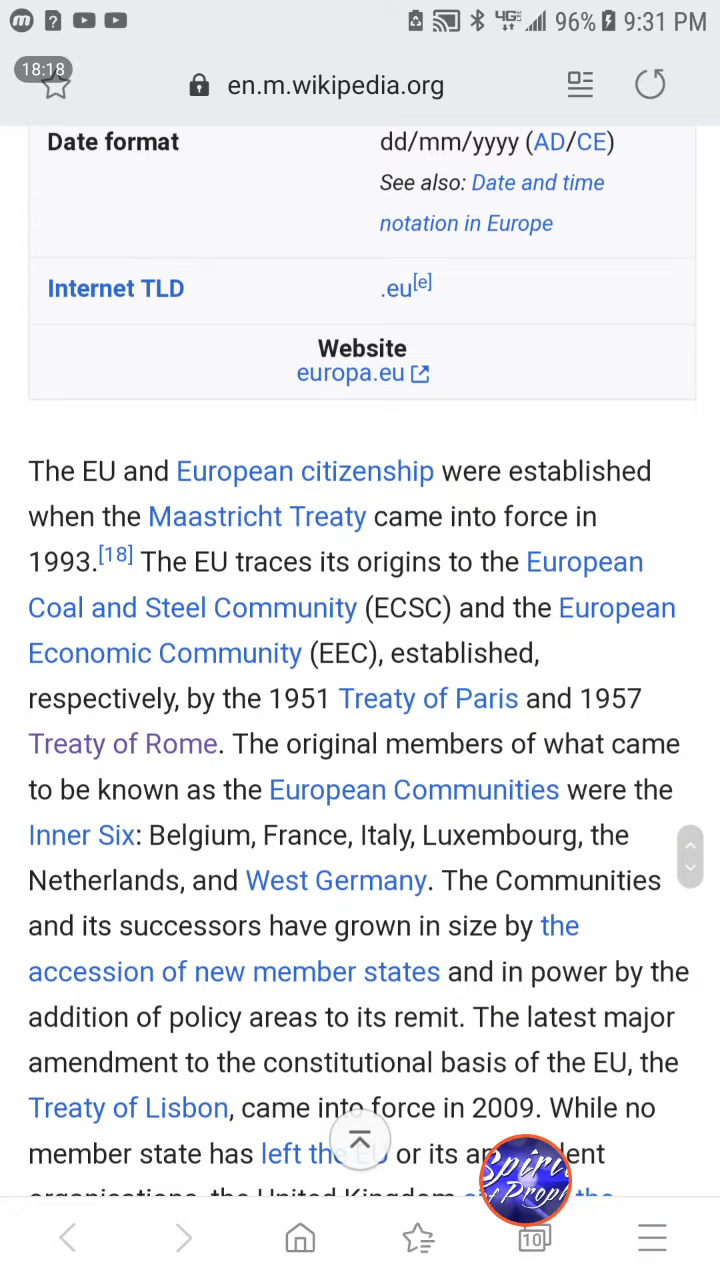 96% 9:31 PM
18:18
en.m.wikipedia.org
Date format dd/mm/yyyy (AD/CE)
See also: Date and time
notation in Europe
Internet TLD .eu[e]
Website
europa.eu
The EU and European citizenship were established
when the Maastricht Treaty came into force in
1993.[18] The EU traces its origins to the European
Coal and Steel Community (ECSC) and the European
Economic Community (EEC), established,
respectively, by the 1951 Treaty of Paris and 1957
Treaty of Rome. The original members of what came
to be known as the European Communities were the
Inner Six: Belgium, France, Italy, Luxembourg, the
Netherlands, and West Germany. The Communities
and its successors have grown in size by the
accession of new member states and in power by the
addition of policy areas to its remit. The latest major
amendment to the constitutional basis of the EU, the
Treaty of Lisbon, came into force in 2009. While no
member state has left the EU or its
the United Kingdom
10